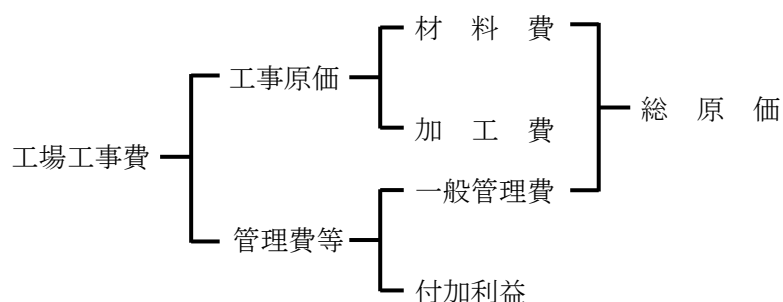 材料費
工事原価
総原価
加工費
工場工事費
一般管理費
管理費等
付加利益